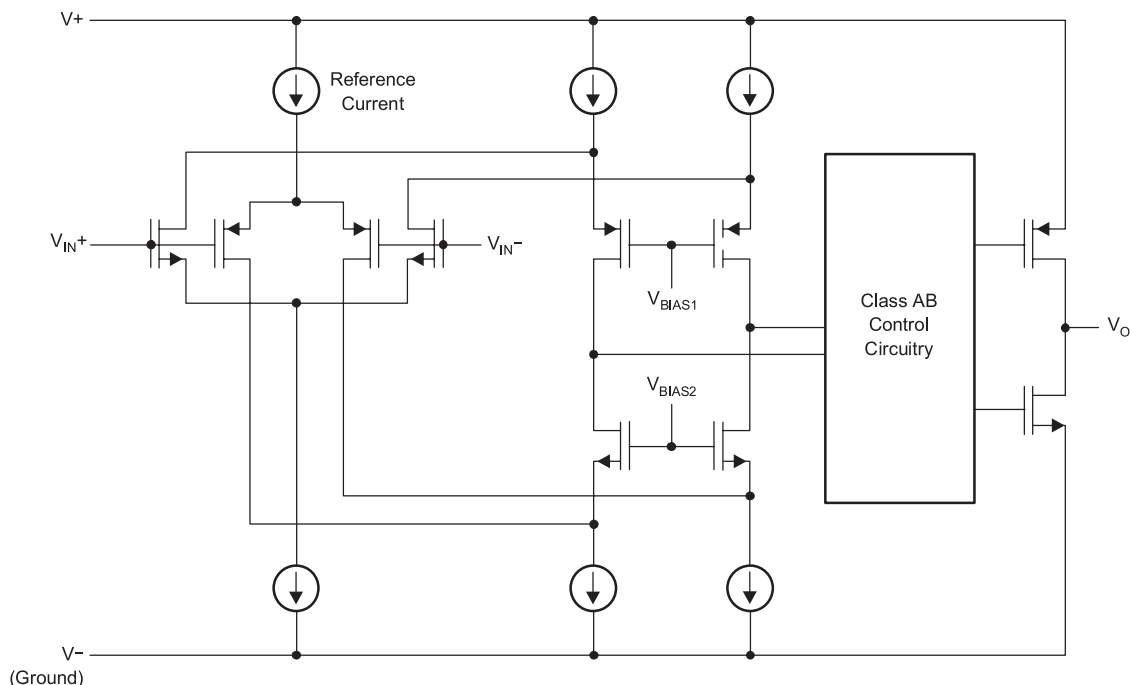 V+
Reference
Current
VIN+
VIN−
VBIAS1
Class AB
Control
Circuitry
VO
VBIAS2
V−
(Ground)